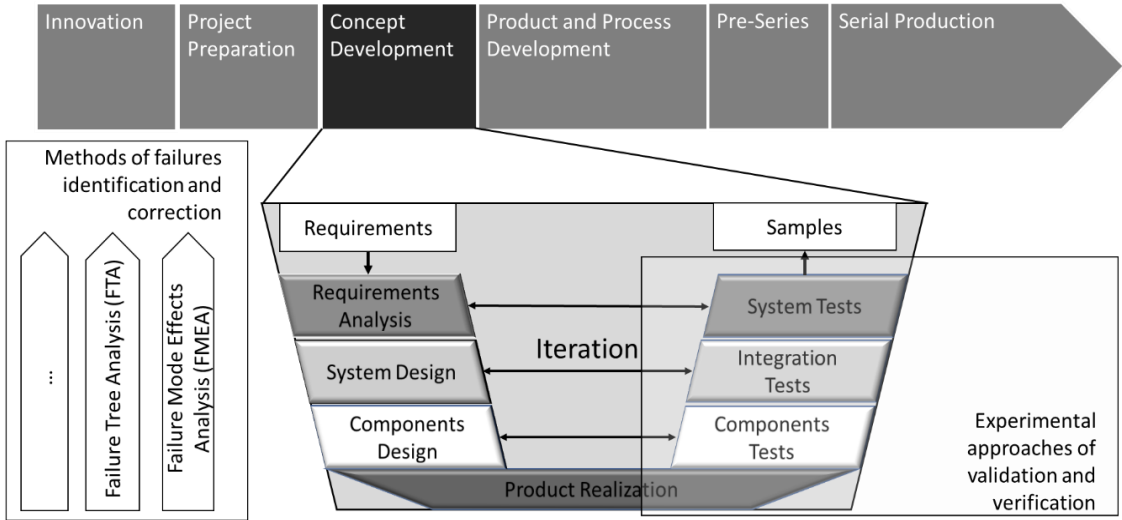 Innovation
Project
Preparation
Concept
Development
Product and Process
Development
Pre-Series
Serial Production
Methods of failures
identification and
correction
...
Failure Tree Analysis (FTA)
Failure Mode Effects
Analysis (FMEA)
Requirements
Samples
Requirements
Analysis
System Tests
Iteration
System Design
Integration
Tests
Components
Design
Components
Tests
Product Realization
Experimental
approaches of
validation and
verification